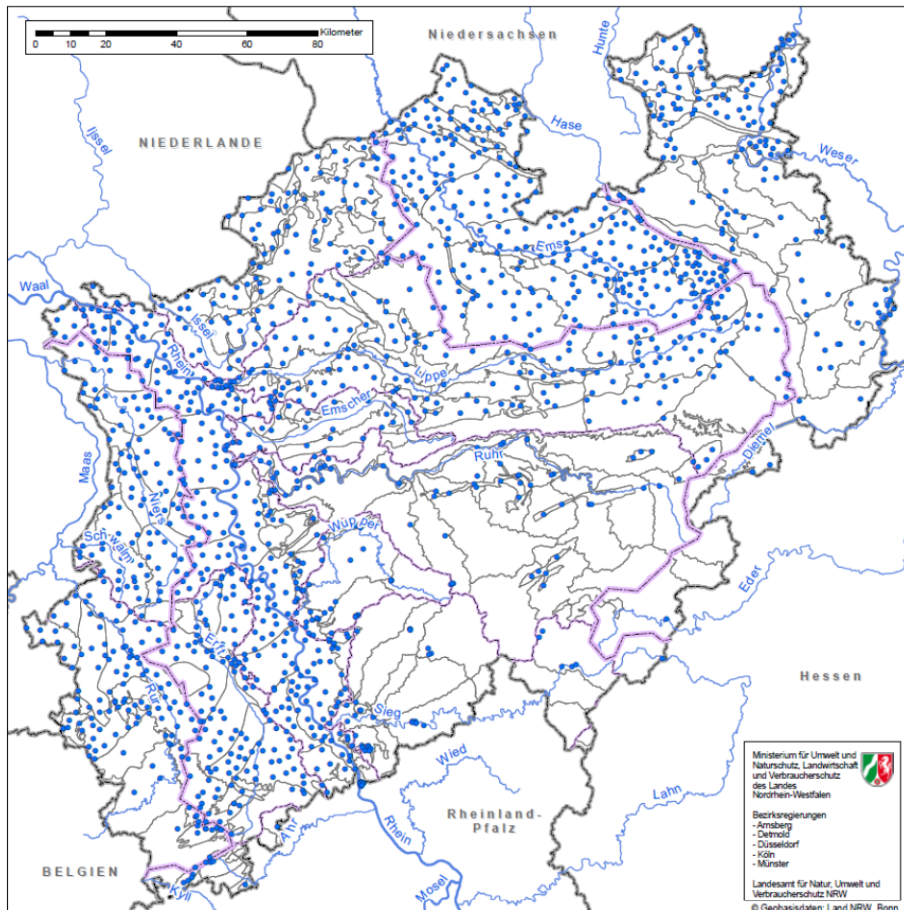 Kilometer
0 5 10 20 40 60 80
Niedersachsen
Hunte
Ijssel
NIEDERLANDE
Hase
Weser
Ems
Waal
Issel
Rhein
Lippe
Emscher
Maas
Ruhr
Diemel
Niers
Schwalm
Wupper
Eder
Erft
Hessen
Rur
Sieg
Wied
Lahn
Rheinland-
Pfalz
Ahr
Rhein
BELGIEN
Kyll
Mosel
Ministerium für Umwelt und
Naturschutz, Landwirtschaft
und Verbraucherschutz
des Landes
Nordrhein-Westfalen
Bezirksregierungen
- Arnsberg
- Detmold
- Düsseldorf
- Köln
- Münster
Landesamt für Natur, Umwelt und
Verbraucherschutz NRW
© Geobasisdaten: Land NRW, Bonn